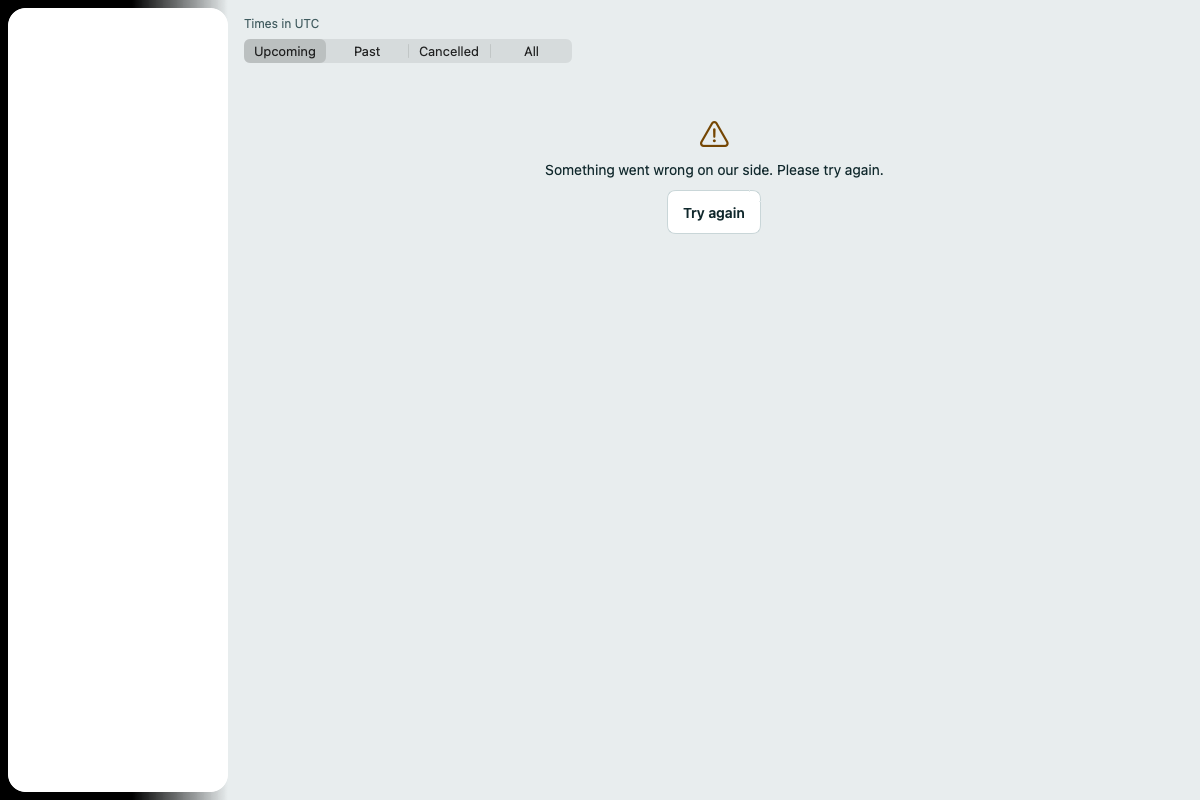 Times in UTC
Upcoming Past Cancelled All
Something went wrong on our side. Please try again.
Try again